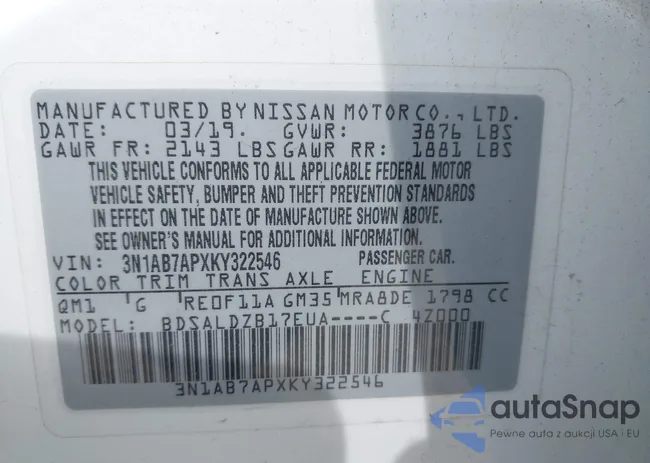 MANUFACTURED BY NISSAN MOTOR CO., LTD.
DATE: 03/19. GVWR: 3876 LBS
GAWR FR: 2143 LBS GAWR RR: 1881 LBS
THIS VEHICLE CONFORMS TO ALL APPLICABLE FEDERAL MOTOR
VEHICLE SAFETY, BUMPER AND THEFT PREVENTION STANDARDS
IN EFFECT ON THE DATE OF MANUFACTURE SHOWN ABOVE.
SEE OWNER'S MANUAL FOR ADDITIONAL INFORMATION.
VIN: 3N1AB7APXKY322546 PASSENGER CAR.
COLOR TRIM TRANS AXLE ENGINE
QM1 G RE0F11A GM35 MRA8DE 1798 CC
MODEL: BDSALDZB17EUA----C 4Z000
3N1AB7APXKY322546
autaSnap
Pewne auta z aukcji USA i EU